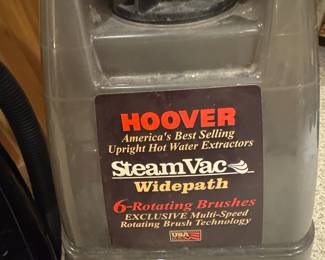 HOOVER
America's Best Selling
Upright Hot Water Extractors
SteamVac
Widepath
6-Rotating Brushes
EXCLUSIVE Multi-Speed
Rotating Brush Technology
USA